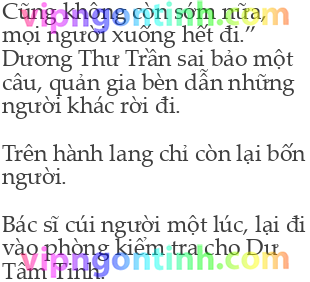 Cũng không còn sớm nữa,
mọi người xuống hết đi.”
Dương Thư Trần sai bảo một
câu, quản gia bèn dẫn những
người khác rời đi.
Trên hành lang chỉ còn lại bốn
người.
Bác sĩ cúi người một lúc, lại đi
vào phòng kiểm tra cho Dư
Tâm Tinh.
vipngontinh.com
vipngontinh.com